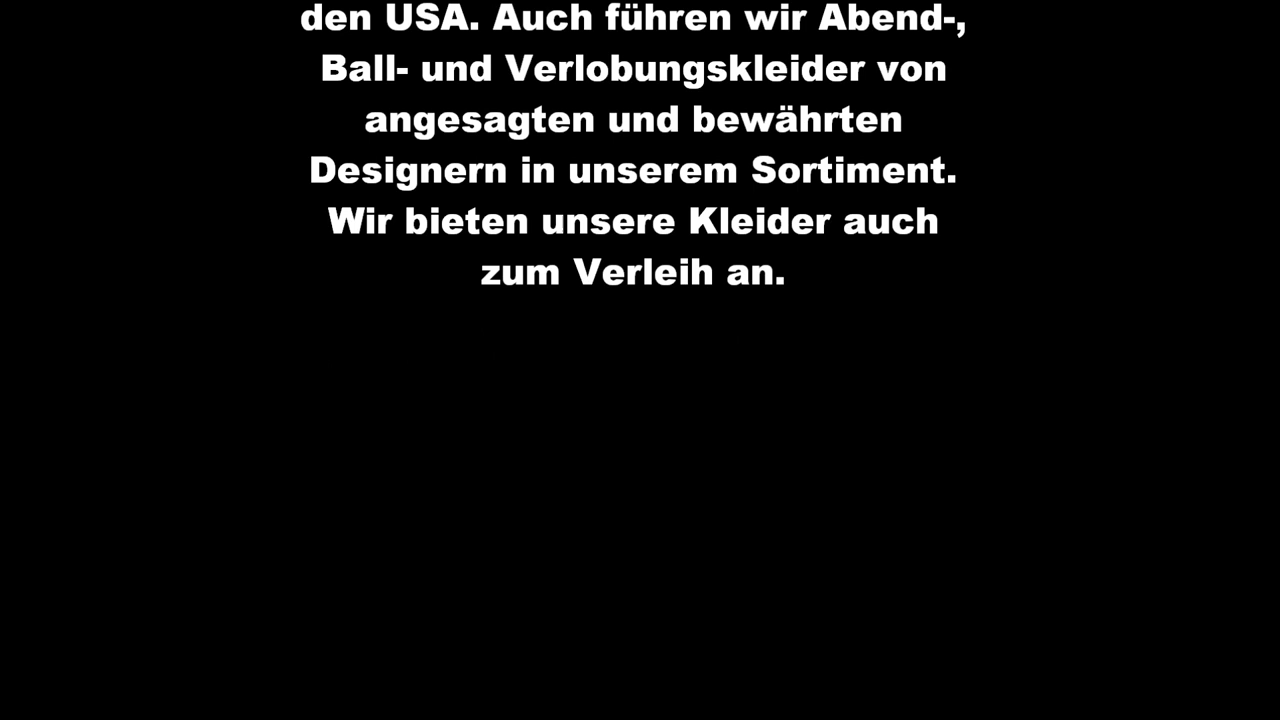 den USA. Auch führen wir Abend-,
Ball- und Verlobungskleider von
angesagten und bewährten
Designern in unserem Sortiment.
Wir bieten unsere Kleider auch
zum Verleih an.